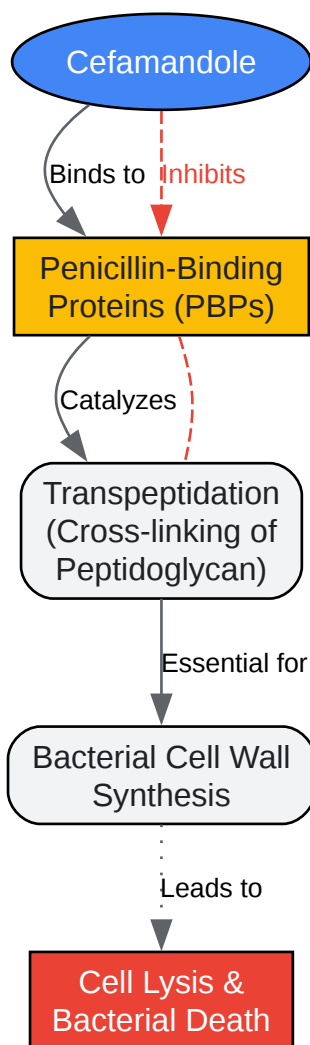 Cefamandole
Binds to
Inhibits
Penicillin-Binding
Proteins (PBPs)
Catalyzes
Transpeptidation
(Cross-linking of
Peptidoglycan)
Essential for
Bacterial Cell Wall
Synthesis
Leads to
Cell Lysis &
Bacterial Death